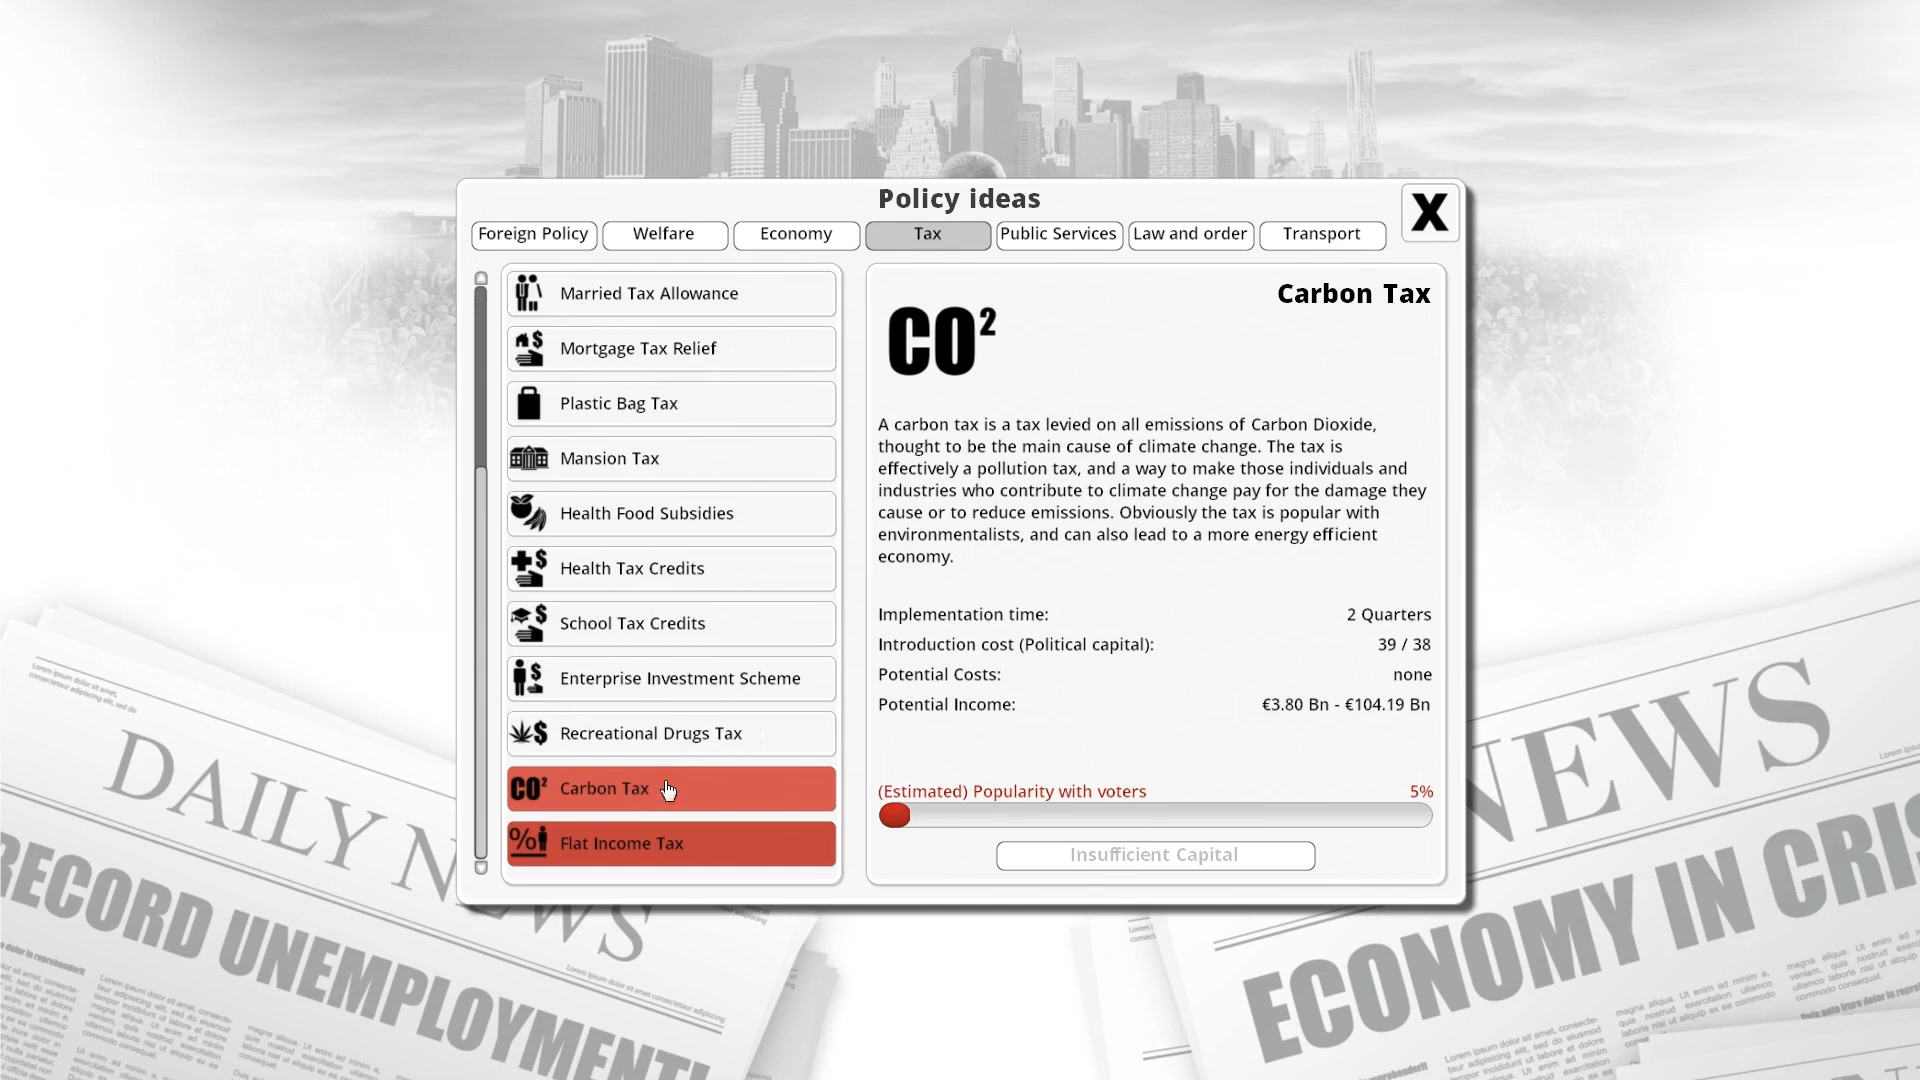 Policy ideas
X
Foreign Policy
Welfare
Economy
Tax
Public Services
Law and order
Transport
Married Tax Allowance
Mortgage Tax Relief
Plastic Bag Tax
Mansion Tax
Health Food Subsidies
Health Tax Credits
School Tax Credits
Enterprise Investment Scheme
Recreational Drugs Tax
CO² Carbon Tax
Flat Income Tax
Carbon Tax
CO²
A carbon tax is a tax levied on all emissions of Carbon Dioxide,
thought to be the main cause of climate change. The tax is
effectively a pollution tax, and a way to make those individuals and
industries who contribute to climate change pay for the damage they
cause or to reduce emissions. Obviously the tax is popular with
environmentalists, and can also lead to a more energy efficient
economy.
Implementation time: 2 Quarters
Introduction cost (Political capital): 39 / 38
Potential Costs: none
Potential Income: €3.80 Bn - €104.19 Bn
(Estimated) Popularity with voters 5%
Insufficient Capital
DAILY NEWS
RECORD UNEMPLOYMENT!
NEWS
ECONOMY IN CRIS